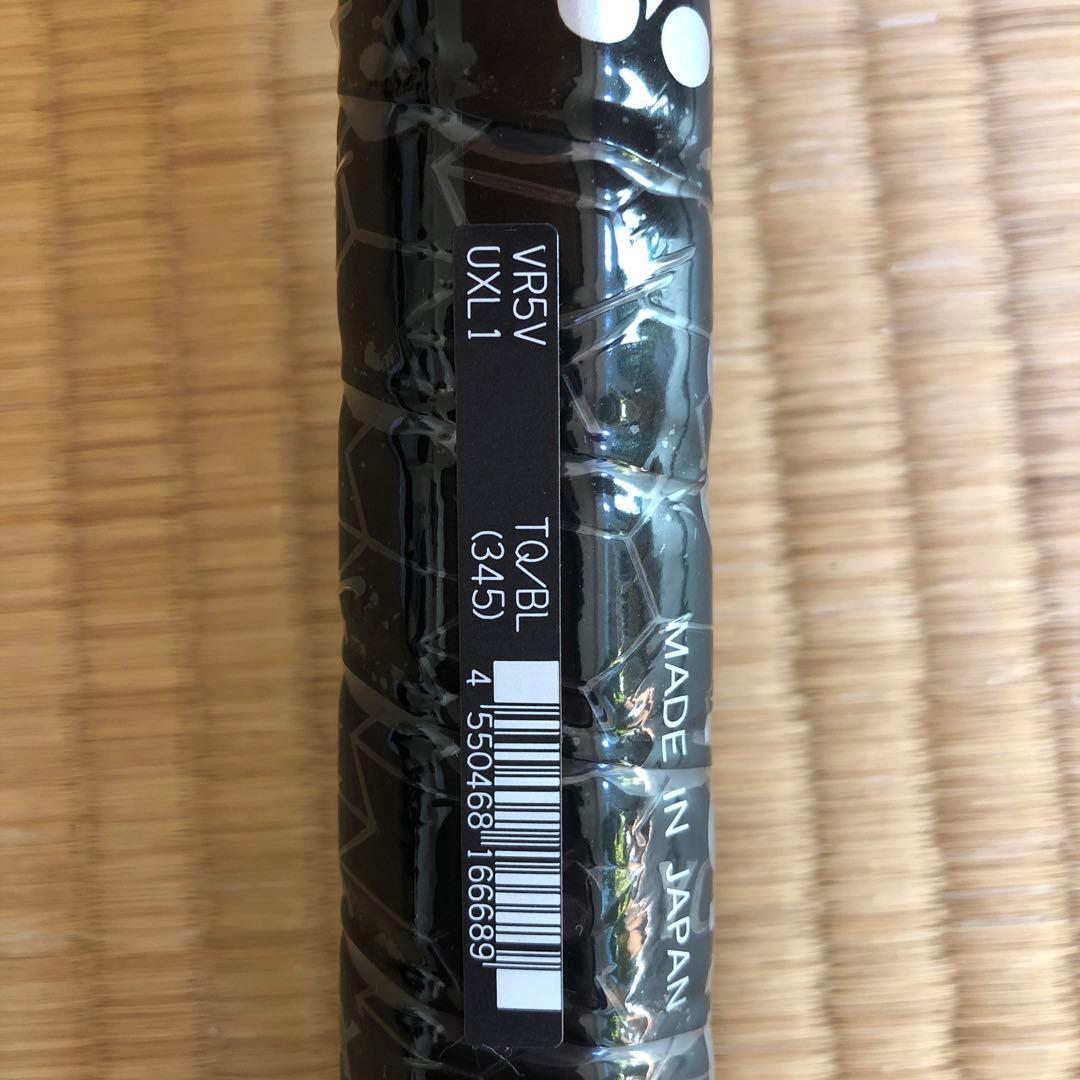 VR5V
UXL1
TQ/BL
(345)
4 550468 166689
MADE IN JAPAN